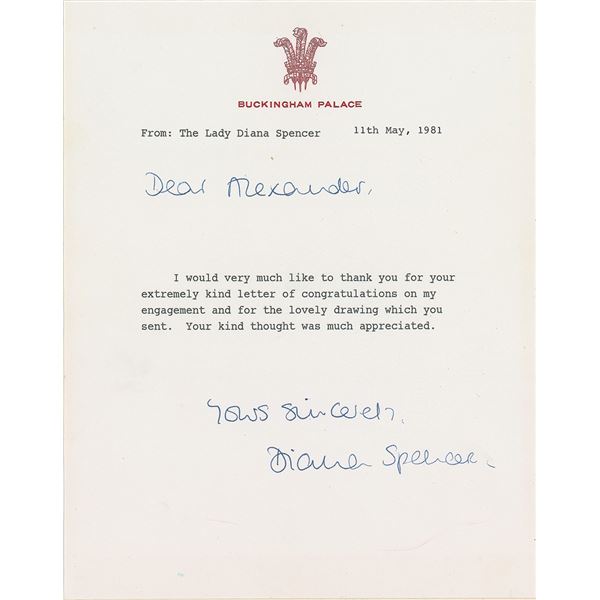 BUCKINGHAM PALACE
From: The Lady Diana Spencer 11th May, 1981
Dear Alexander,
I would very much like to thank you for your
extremely kind letter of congratulations on my
engagement and for the lovely drawing which you
sent. Your kind thought was much appreciated.
Yours sincerely,
Diana Spencer.